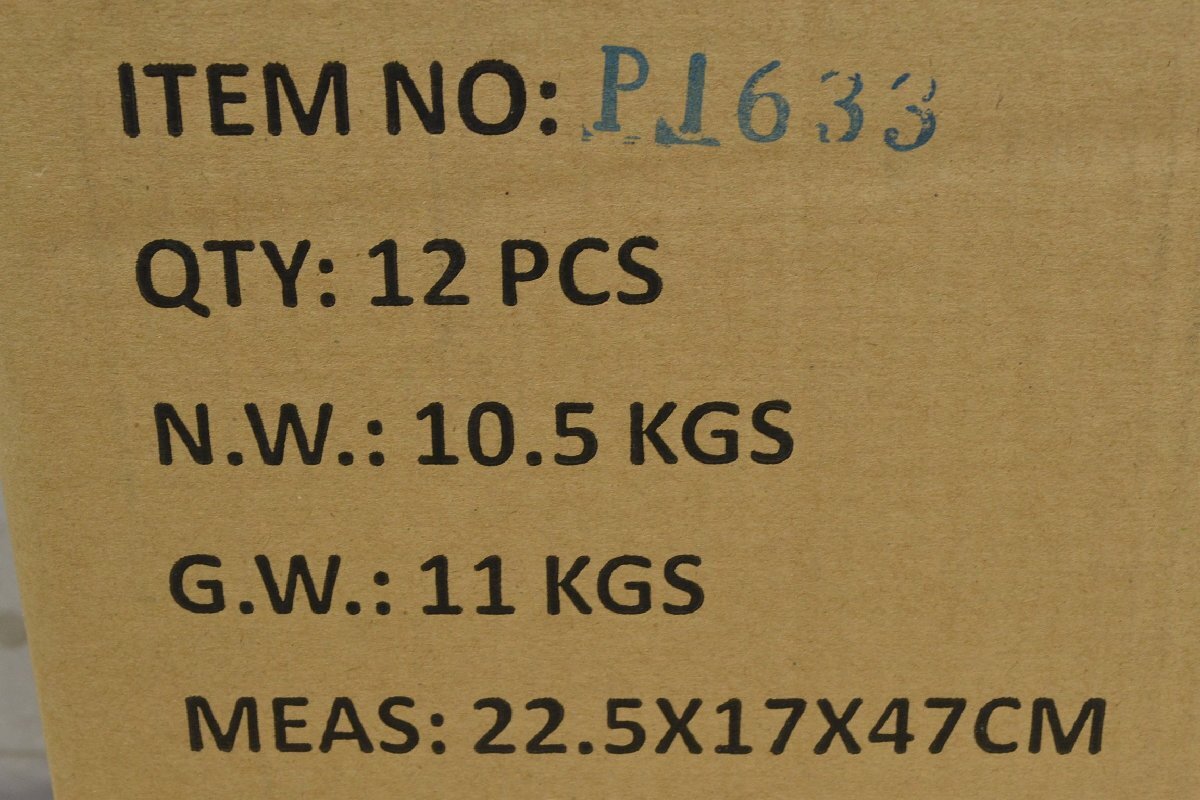 ITEM NO: P1633
QTY: 12 PCS
N.W.: 10.5 KGS
G.W.: 11 KGS
MEAS: 22.5X17X47CM